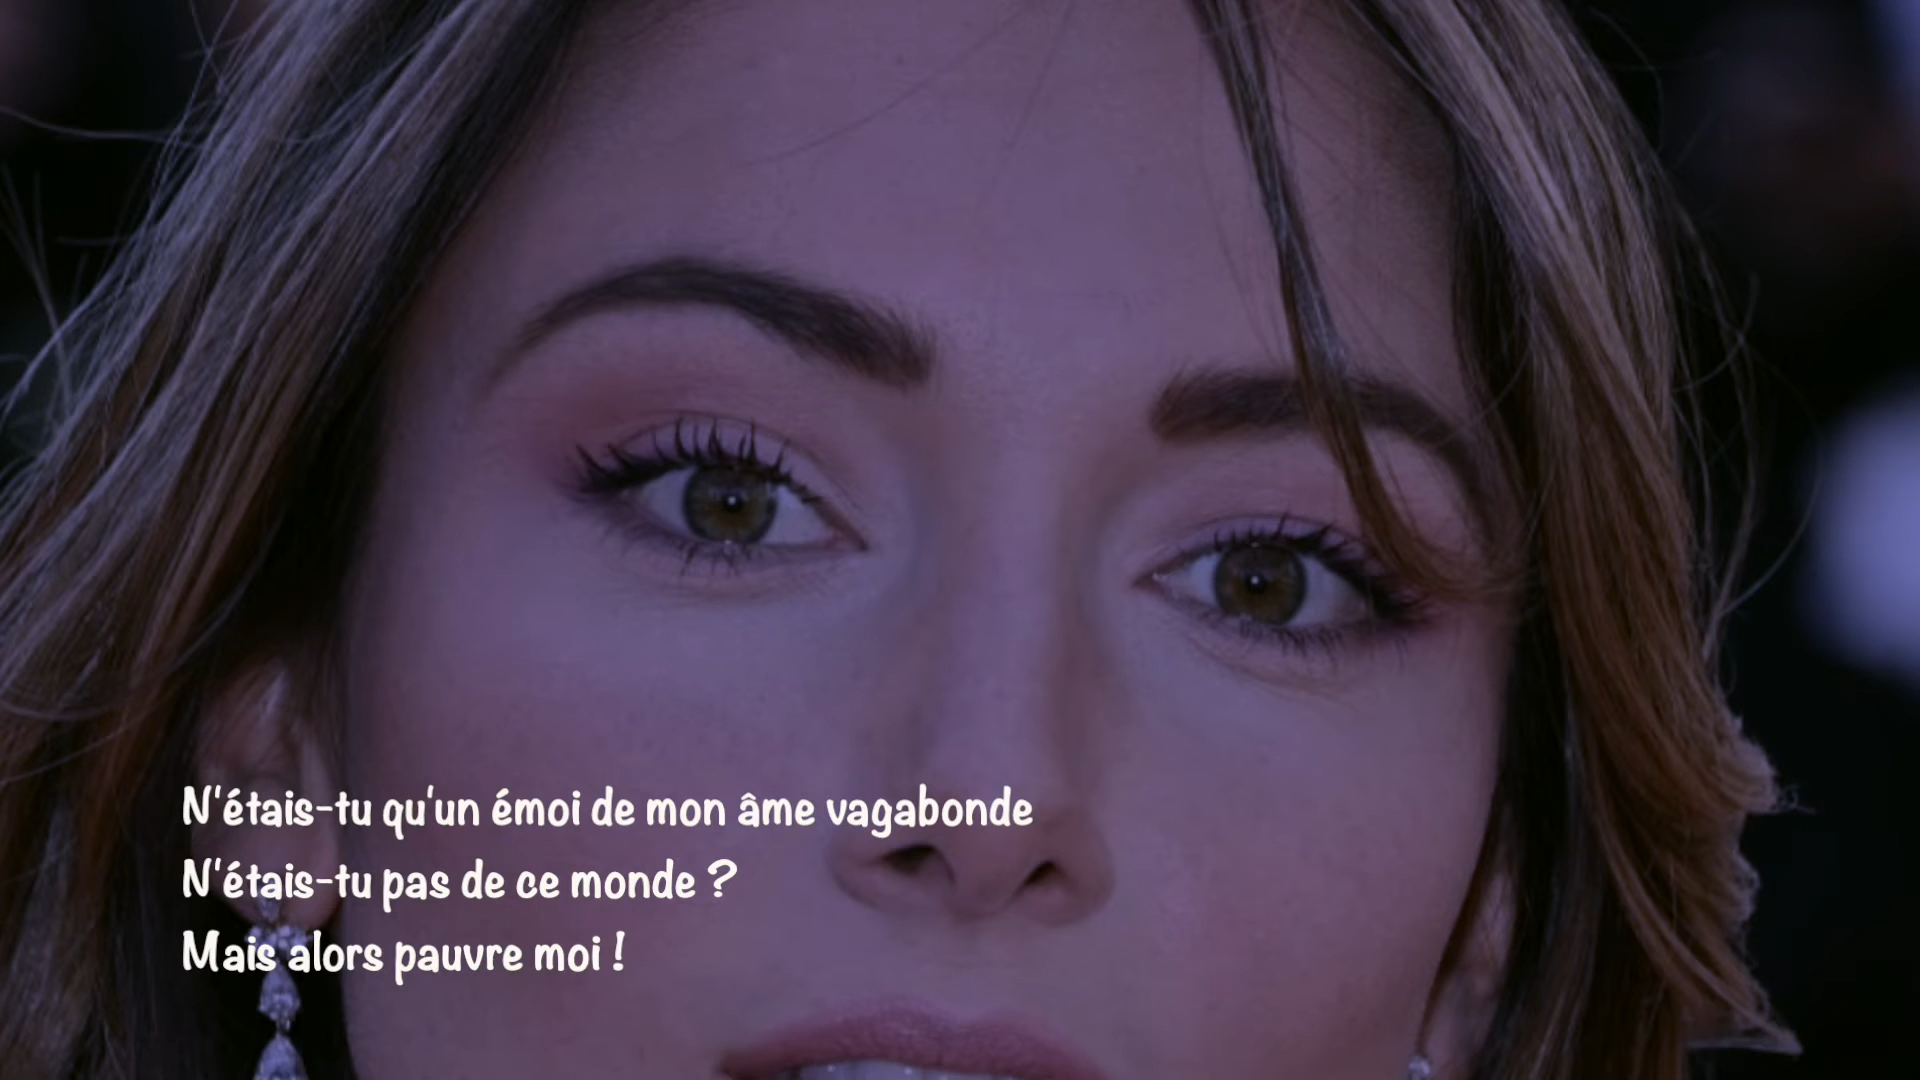 N'étais-tu qu'un émoi de mon âme vagabonde
N'étais-tu pas de ce monde ?
Mais alors pauvre moi !